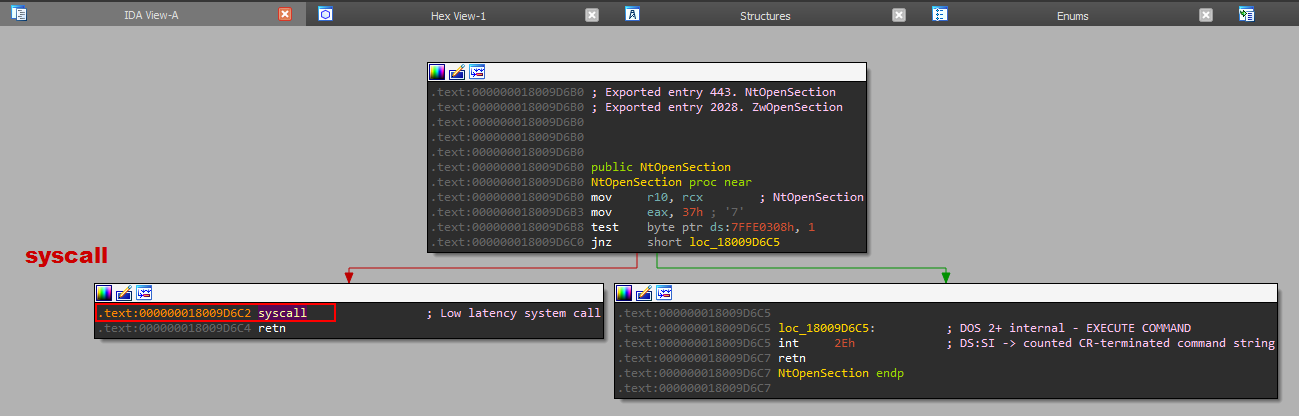 IDA View-A Hex View-1 Structures Enums
.text:000000018009D6B0 ; Exported entry 443. NtOpenSection
.text:000000018009D6B0 ; Exported entry 2028. ZwOpenSection
.text:000000018009D6B0
.text:000000018009D6B0
.text:000000018009D6B0
.text:000000018009D6B0 public NtOpenSection
.text:000000018009D6B0 NtOpenSection proc near
.text:000000018009D6B0 mov r10, rcx ; NtOpenSection
.text:000000018009D6B3 mov eax, 37h ; '7'
.text:000000018009D6B8 test byte ptr ds:7FFE0308h, 1
.text:000000018009D6C0 jnz short loc_18009D6C5
syscall
.text:000000018009D6C2 syscall ; Low latency system call
.text:000000018009D6C4 retn
.text:000000018009D6C5
.text:000000018009D6C5 loc_18009D6C5: ; DOS 2+ internal - EXECUTE COMMAND
.text:000000018009D6C5 int 2Eh ; DS:SI -> counted CR-terminated command string
.text:000000018009D6C7 retn
.text:000000018009D6C7 NtOpenSection endp
.text:000000018009D6C7